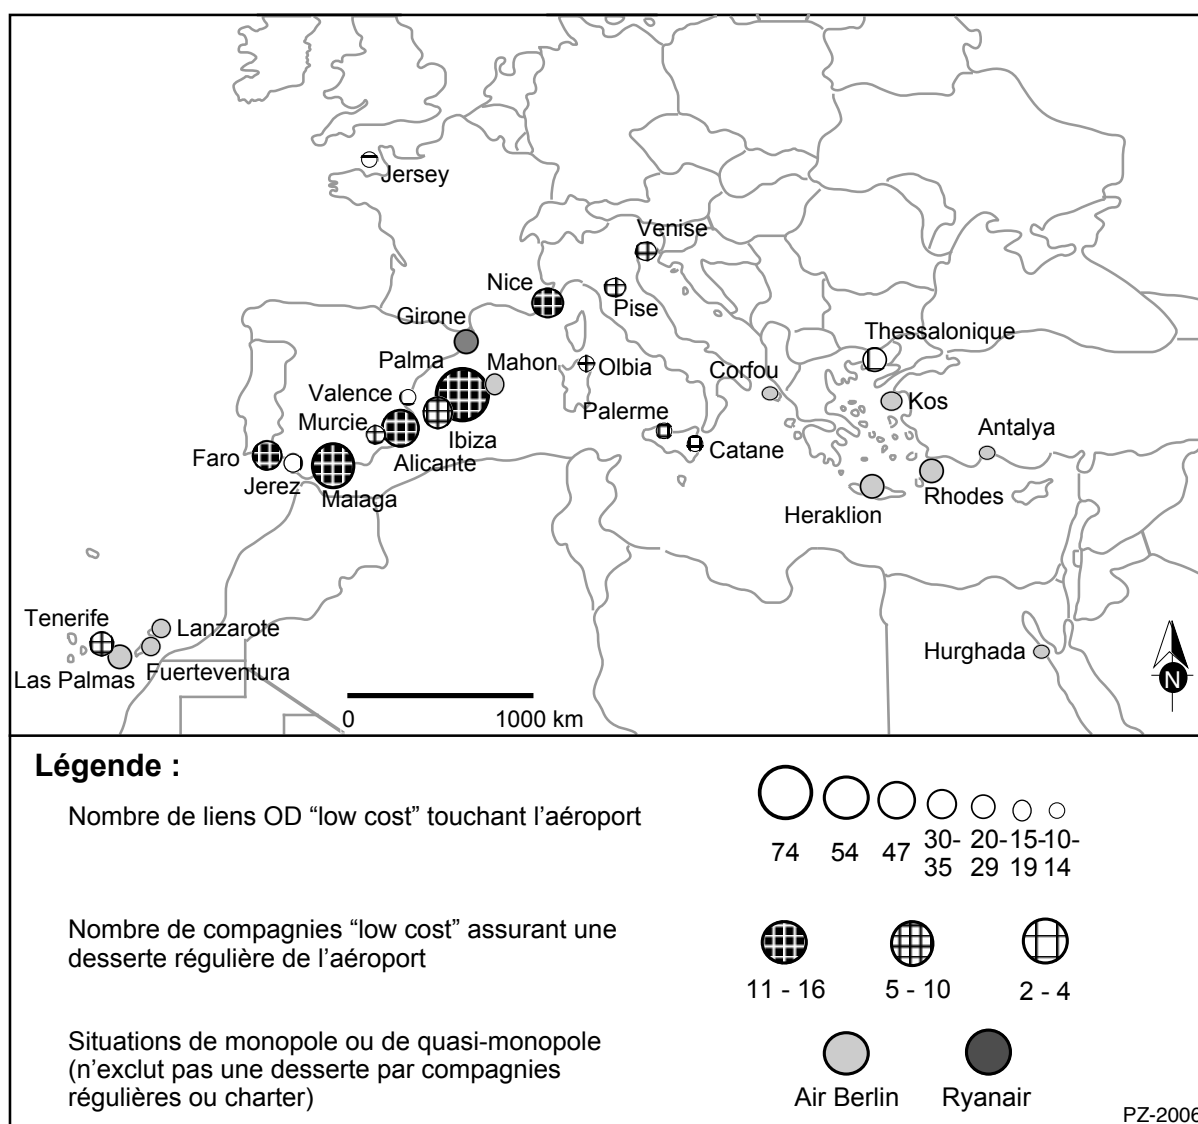 Jersey
Venise
Nice
Pise
Girone
Thessalonique
Palma
Mahon
Olbia
Corfou
Valence
Kos
Murcie
Palerme
Ibiza
Antalya
Faro
Alicante
Catane
Jerez
Malaga
Rhodes
Heraklion
Tenerife
Lanzarote
Hurghada
Las Palmas
Fuerteventura
N
0 1000 km
Légende :
Nombre de liens OD “low cost” touchant l’aéroport
74 54 47 30-35 20-29 15-19 10-14
Nombre de compagnies “low cost” assurant une
desserte régulière de l’aéroport
11 - 16 5 - 10 2 - 4
Situations de monopole ou de quasi-monopole
(n’exclut pas une desserte par compagnies
régulières ou charter)
Air Berlin Ryanair
PZ-2006